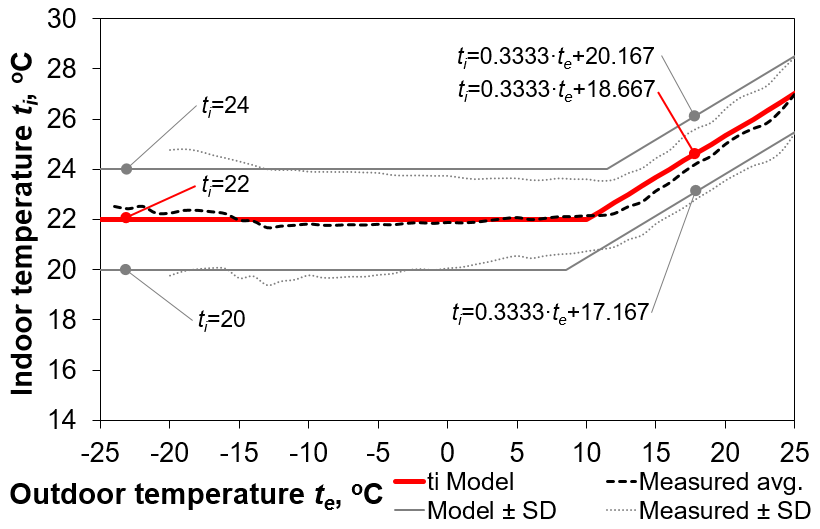 30
28
26
24
22
20
18
16
14
Indoor temperature ti, ºC
ti=0.3333·te+20.167
ti=0.3333·te+18.667
ti=24
ti=22
ti=20
ti=0.3333·te+17.167
-25 -20 -15 -10 -5 0 5 10 15 20 25
Outdoor temperature te, ºC
ti Model
Measured avg.
Model ± SD
Measured ± SD